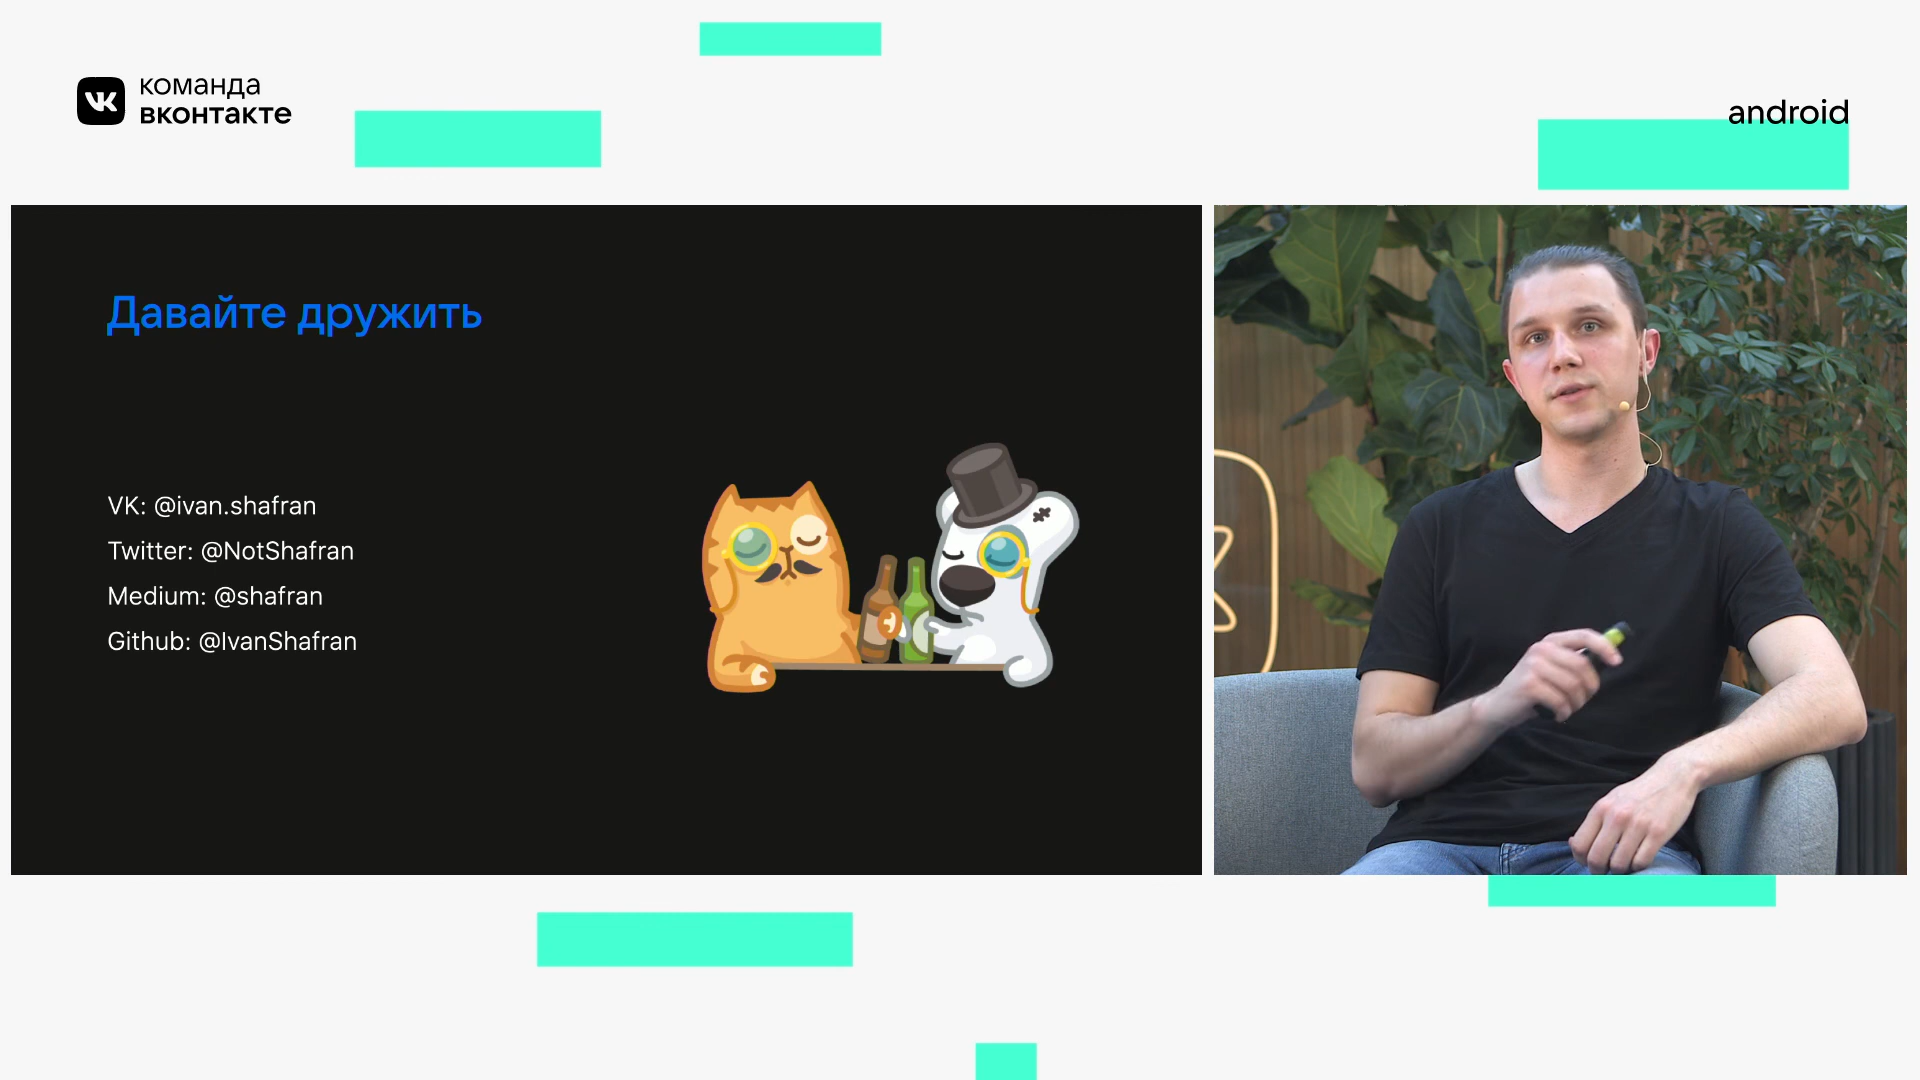 команда
вконтакте
android
Давайте дружить
VK: @ivan.shafran
Twitter: @NotShafran
Medium: @shafran
Github: @IvanShafran